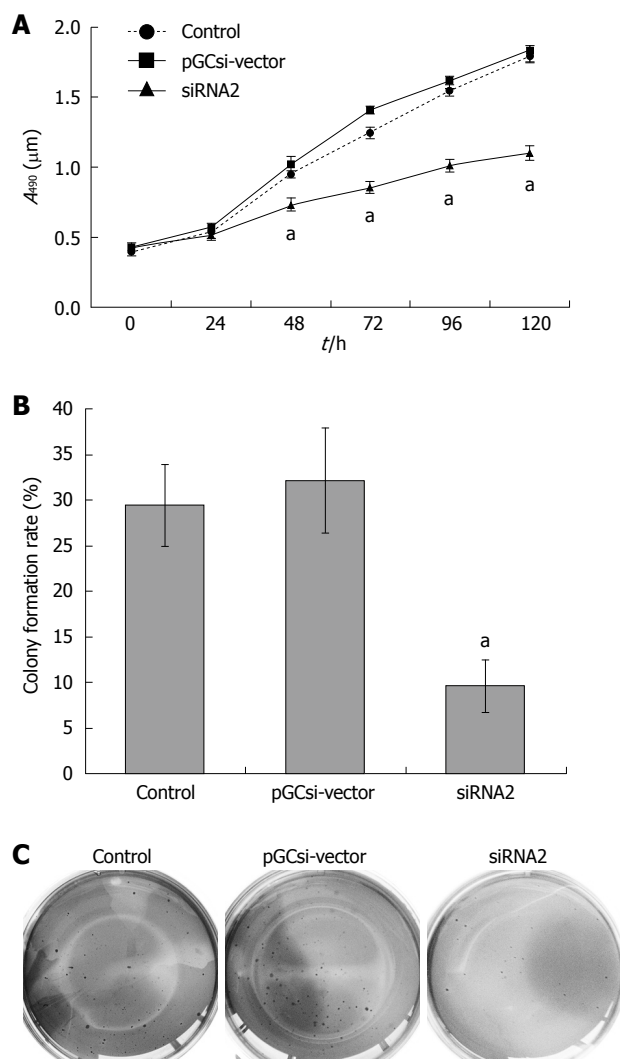 A
Control
pGCsi-vector
siRNA2
2.0
1.5
1.0
0.5
0.0
A490 (μm)
a a a a
0 24 48 72 96 120
t/h
B
40
35
30
25
20
15
10
5
0
Colony formation rate (%)
a
Control pGCsi-vector siRNA2
C
Control pGCsi-vector siRNA2